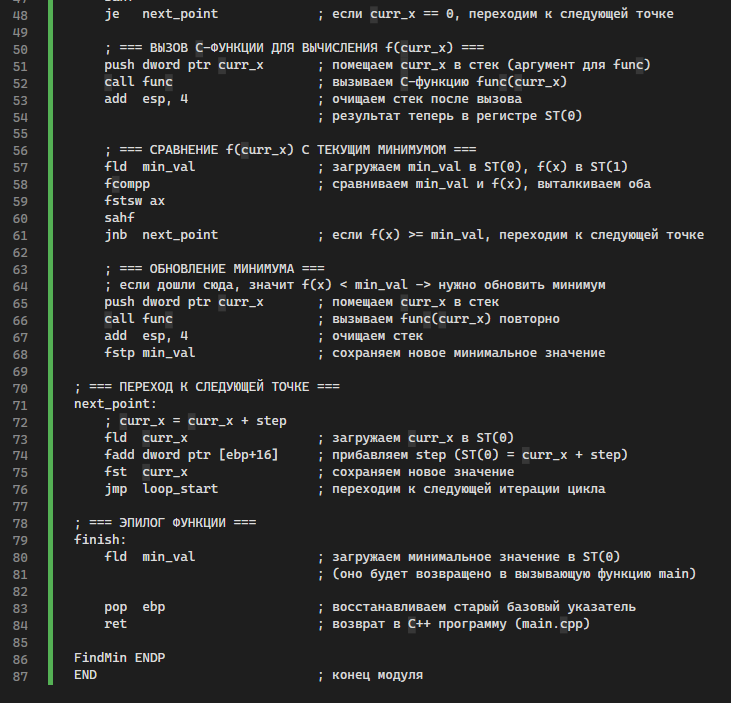 48 je next_point ; если curr_x == 0, переходим к следующей точке
49
50 ; === ВЫЗОВ C-ФУНКЦИИ ДЛЯ ВЫЧИСЛЕНИЯ f(curr_x) ===
51 push dword ptr curr_x ; помещаем curr_x в стек (аргумент для func)
52 call func ; вызываем C-функцию func(curr_x)
53 add esp, 4 ; очищаем стек после вызова
54 ; результат теперь в регистре ST(0)
55
56 ; === СРАВНЕНИЕ f(curr_x) С ТЕКУЩИМ МИНИМУМОМ ===
57 fld min_val ; загружаем min_val в ST(0), f(x) в ST(1)
58 fcompp ; сравниваем min_val и f(x), выталкиваем оба
59 fstsw ax
60 sahf
61 jnb next_point ; если f(x) >= min_val, переходим к следующей точке
62
63 ; === ОБНОВЛЕНИЕ МИНИМУМА ===
64 ; если дошли сюда, значит f(x) < min_val -> нужно обновить минимум
65 push dword ptr curr_x ; помещаем curr_x в стек
66 call func ; вызываем func(curr_x) повторно
67 add esp, 4 ; очищаем стек
68 fstp min_val ; сохраняем новое минимальное значение
69
70 ; === ПЕРЕХОД К СЛЕДУЮЩЕЙ ТОЧКЕ ===
71 next_point:
72 ; curr_x = curr_x + step
73 fld curr_x ; загружаем curr_x в ST(0)
74 fadd dword ptr [ebp+16] ; прибавляем step (ST(0) = curr_x + step)
75 fst curr_x ; сохраняем новое значение
76 jmp loop_start ; переходим к следующей итерации цикла
77
78 ; === ЭПИЛОГ ФУНКЦИИ ===
79 finish:
80 fld min_val ; загружаем минимальное значение в ST(0)
81 ; (оно будет возвращено в вызывающую функцию main)
82
83 pop ebp ; восстанавливаем старый базовый указатель
84 ret ; возврат в C++ программу (main.cpp)
85
86 FindMin ENDP
87 END ; конец модуля